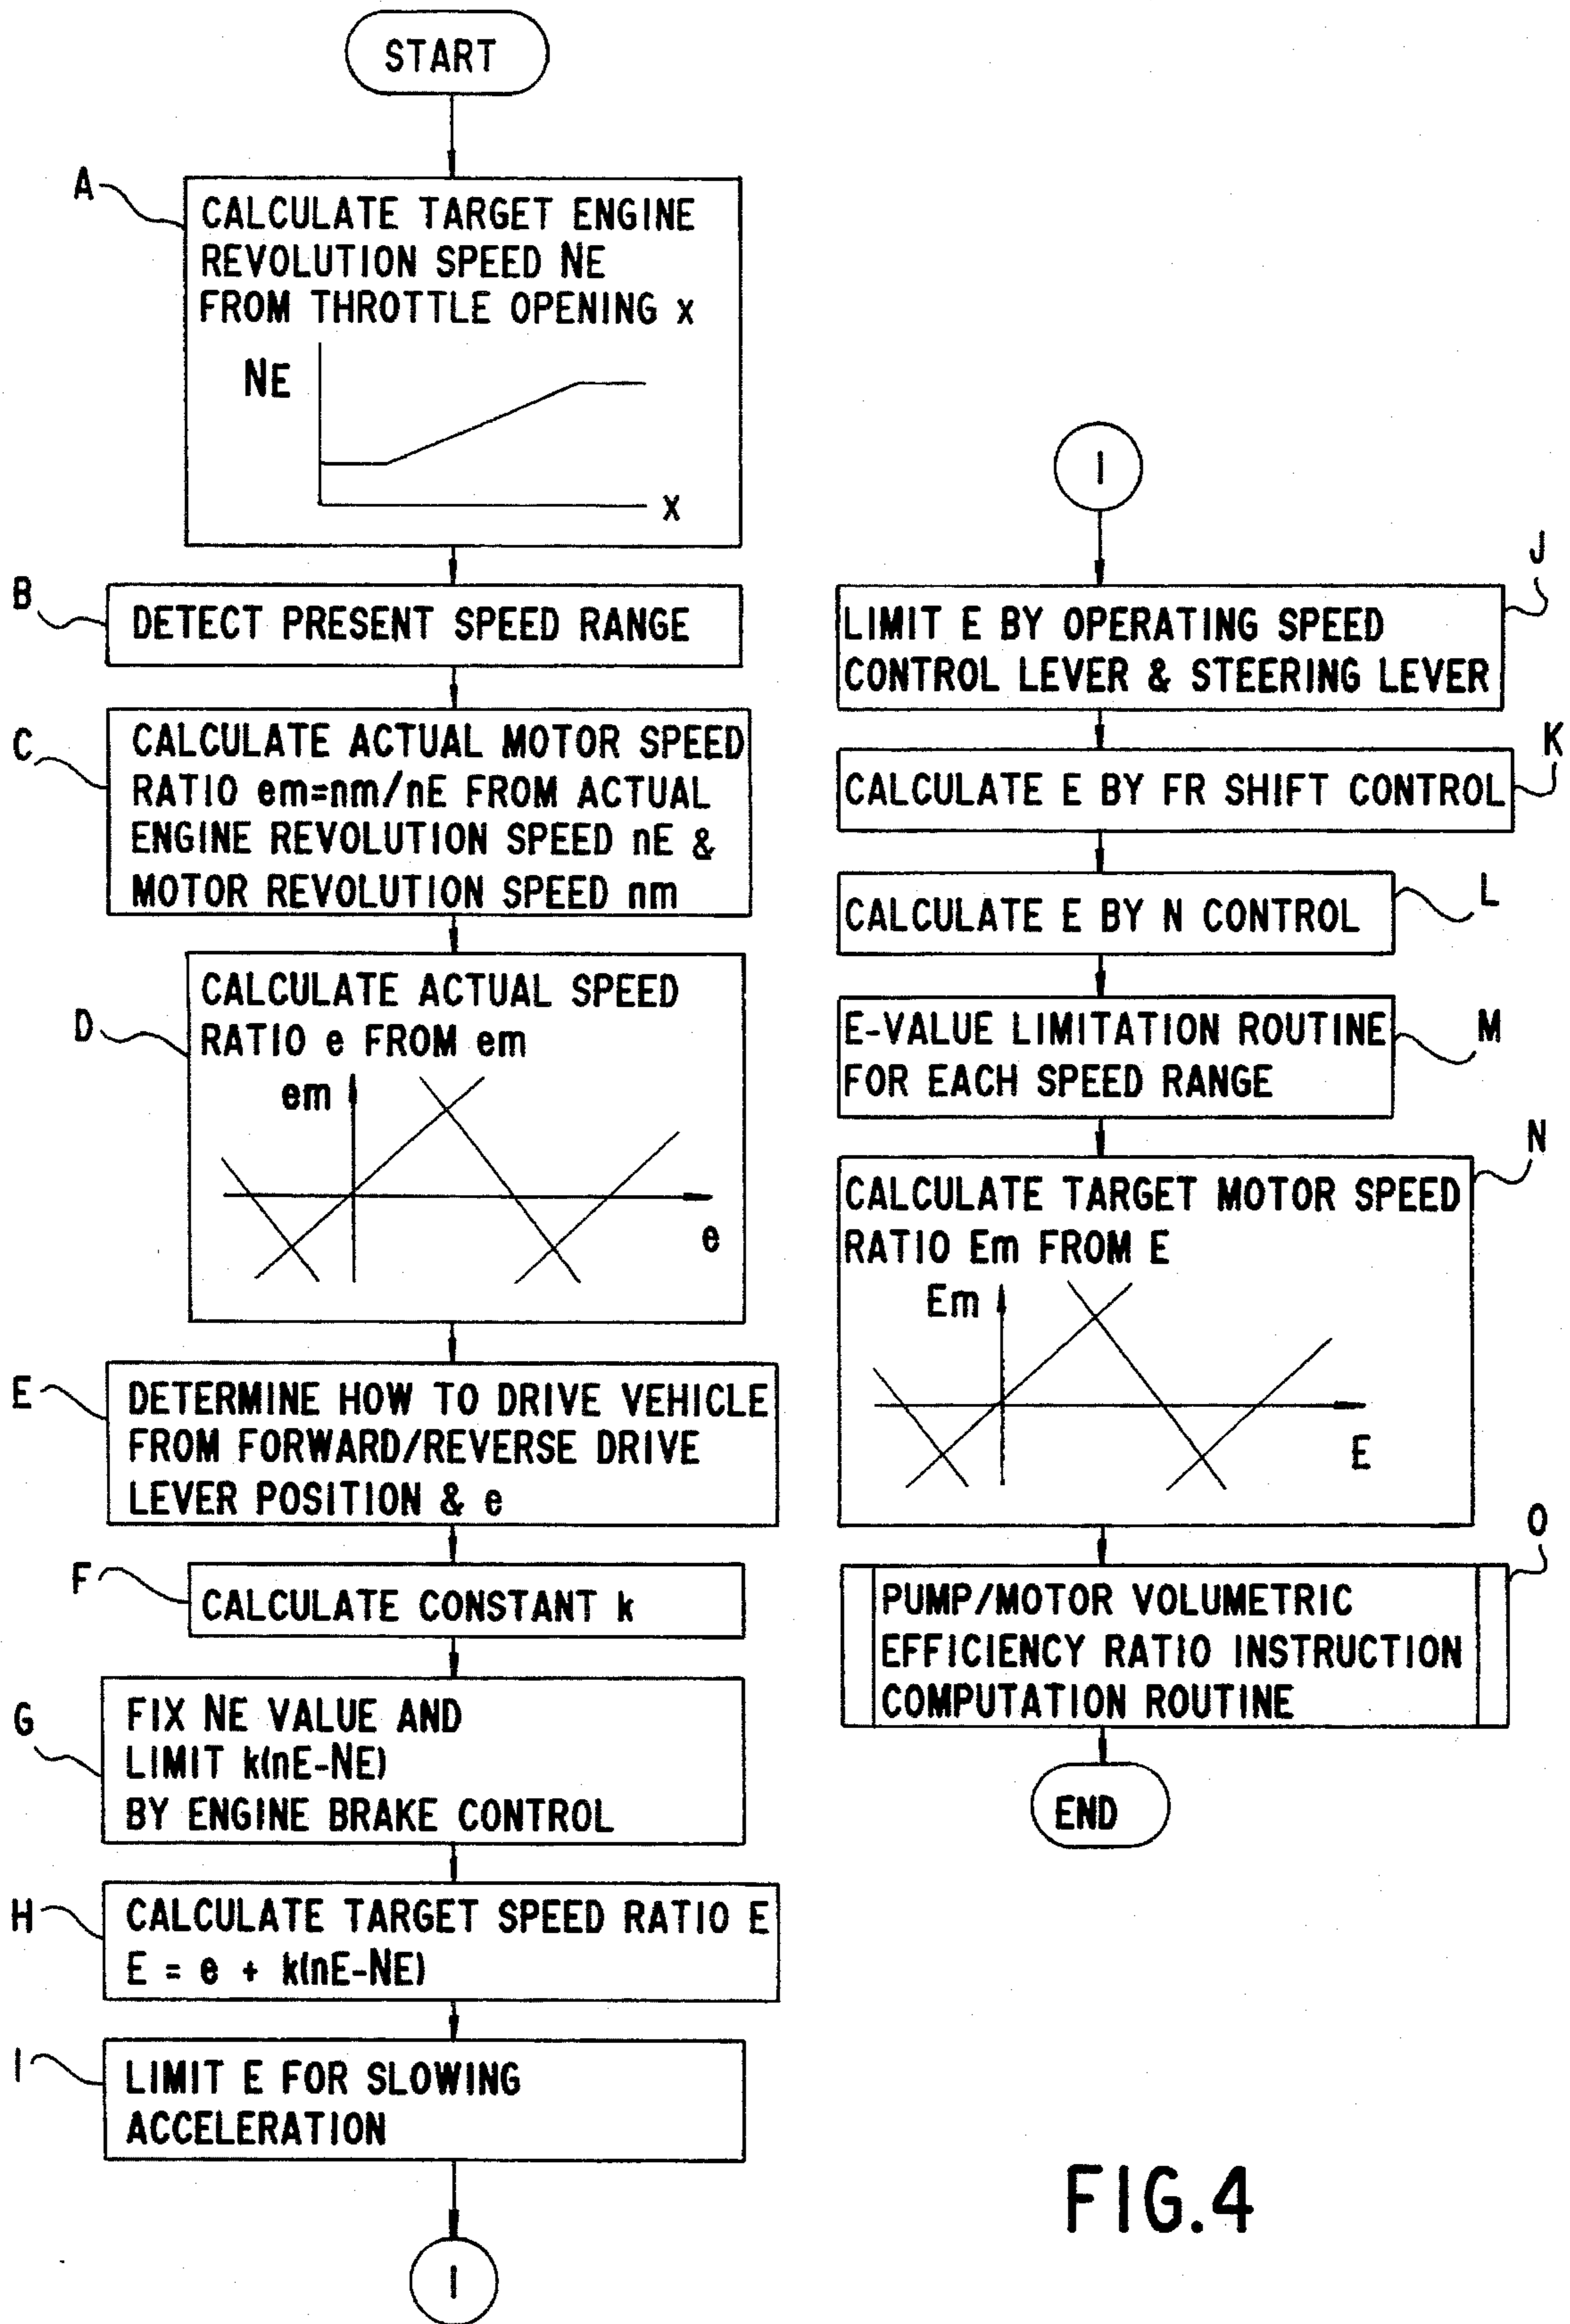 START
A
CALCULATE TARGET ENGINE
REVOLUTION SPEED NE
FROM THROTTLE OPENING x
NE
x
B
DETECT PRESENT SPEED RANGE
C
CALCULATE ACTUAL MOTOR SPEED
RATIO em=nm/nE FROM ACTUAL
ENGINE REVOLUTION SPEED nE &
MOTOR REVOLUTION SPEED nm
D
CALCULATE ACTUAL SPEED
RATIO e FROM em
em
e
E
DETERMINE HOW TO DRIVE VEHICLE
FROM FORWARD/REVERSE DRIVE
LEVER POSITION & e
F
CALCULATE CONSTANT k
G
FIX NE VALUE AND
LIMIT k(nE-NE)
BY ENGINE BRAKE CONTROL
H
CALCULATE TARGET SPEED RATIO E
E = e + k(nE-NE)
I
LIMIT E FOR SLOWING
ACCELERATION
1
1
J
LIMIT E BY OPERATING SPEED
CONTROL LEVER & STEERING LEVER
K
CALCULATE E BY FR SHIFT CONTROL
L
CALCULATE E BY N CONTROL
M
E-VALUE LIMITATION ROUTINE
FOR EACH SPEED RANGE
N
CALCULATE TARGET MOTOR SPEED
RATIO Em FROM E
Em
E
O
PUMP/MOTOR VOLUMETRIC
EFFICIENCY RATIO INSTRUCTION
COMPUTATION ROUTINE
END
FIG.4